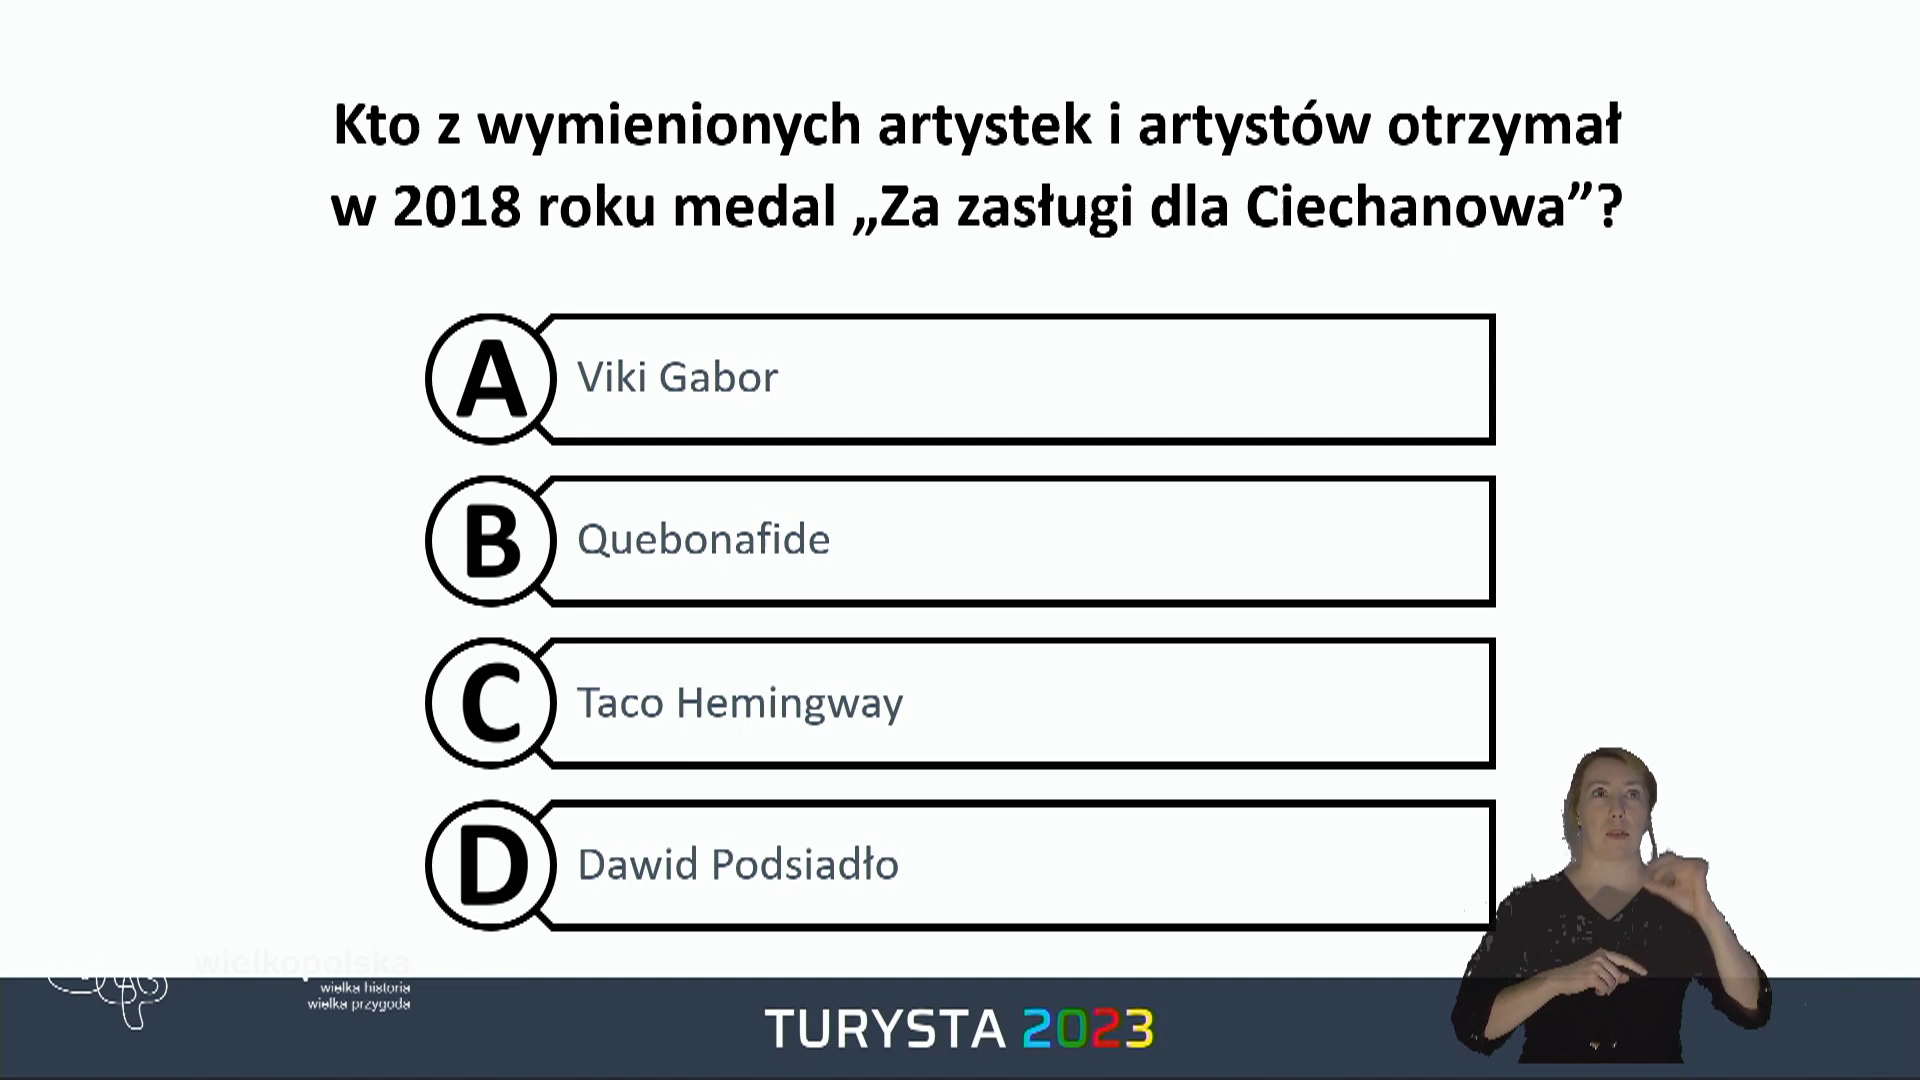 Kto z wymienionych artystek i artystów otrzymał
w 2018 roku medal „Za zasługi dla Ciechanowa”?
A Viki Gabor
B Quebonafide
C Taco Hemingway
D Dawid Podsiadło
wielkopolska
wielka historia
wielka przygoda
TURYSTA 2023